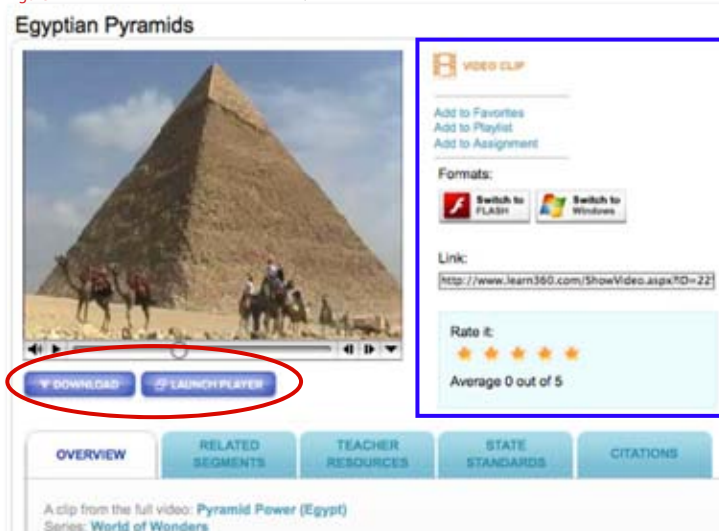 Egyptian Pyramids
VIDEO CLIP
Add to Favorites
Add to Playlist
Add to Assignment
Formats:
Switch to
FLASH
Switch to
Windows
Link:
http://www.learn360.com/ShowVideo.aspx?ID=22
Rate it:
Average 0 out of 5
DOWNLOAD
LAUNCH PLAYER
OVERVIEW
RELATED
SEGMENTS
TEACHER
RESOURCES
STATE
STANDARDS
CITATIONS
A clip from the full video: Pyramid Power (Egypt)
Series: World of Wonders